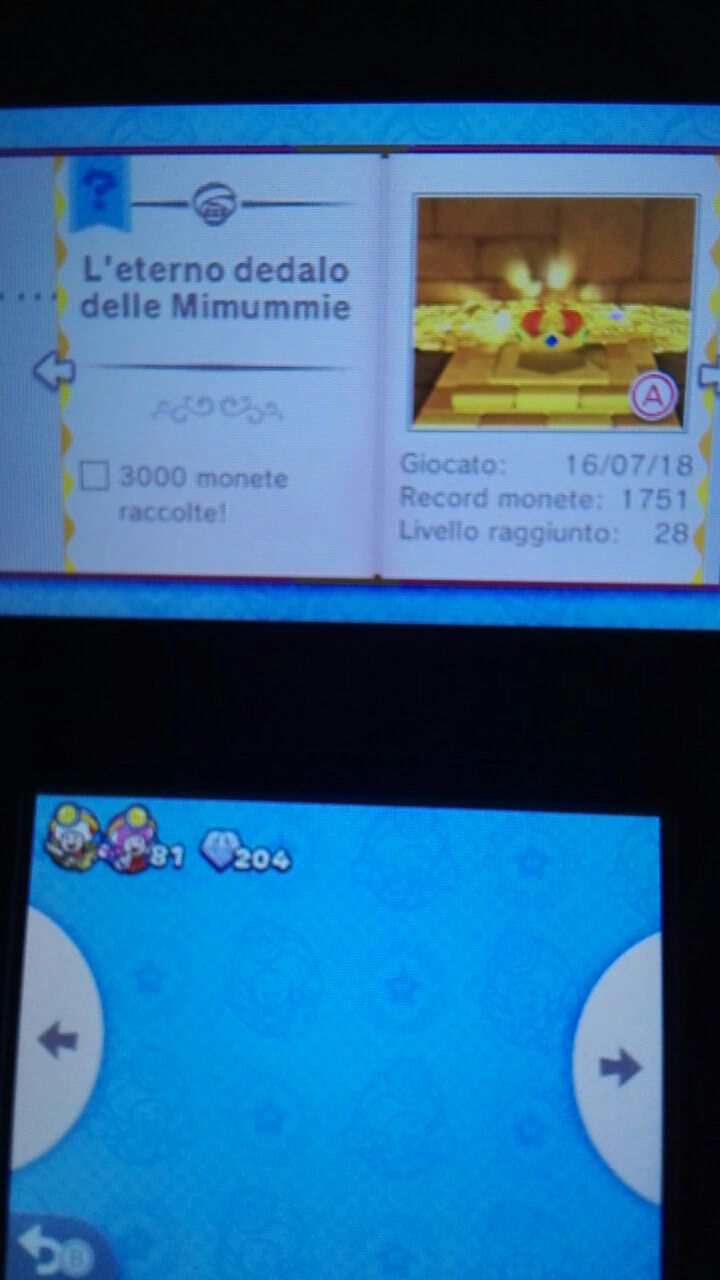 ?
L'eterno dedalo
delle Mimummie
3000 monete
raccolte!
A
Giocato: 16/07/18
Record monete: 1751
Livello raggiunto: 28
81 204
B